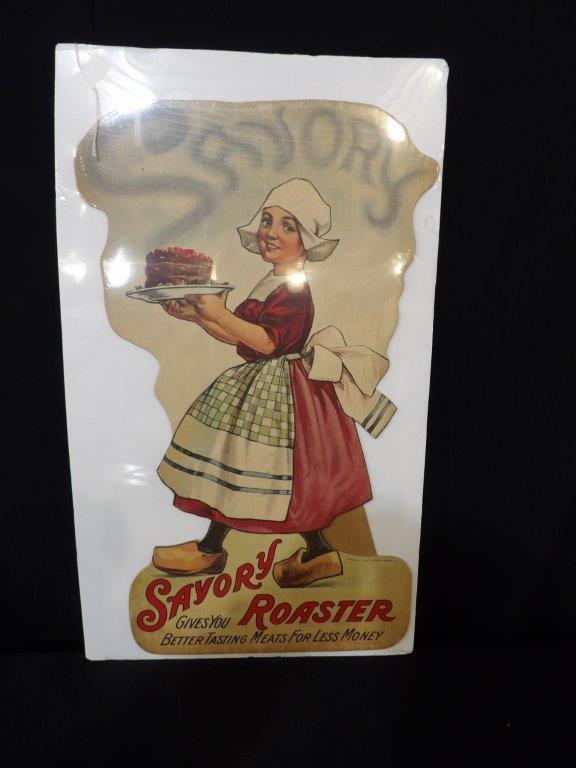 SAVORY
SAVORY
GIVES YOU ROASTER
BETTER TASTING MEATS FOR LESS MONEY